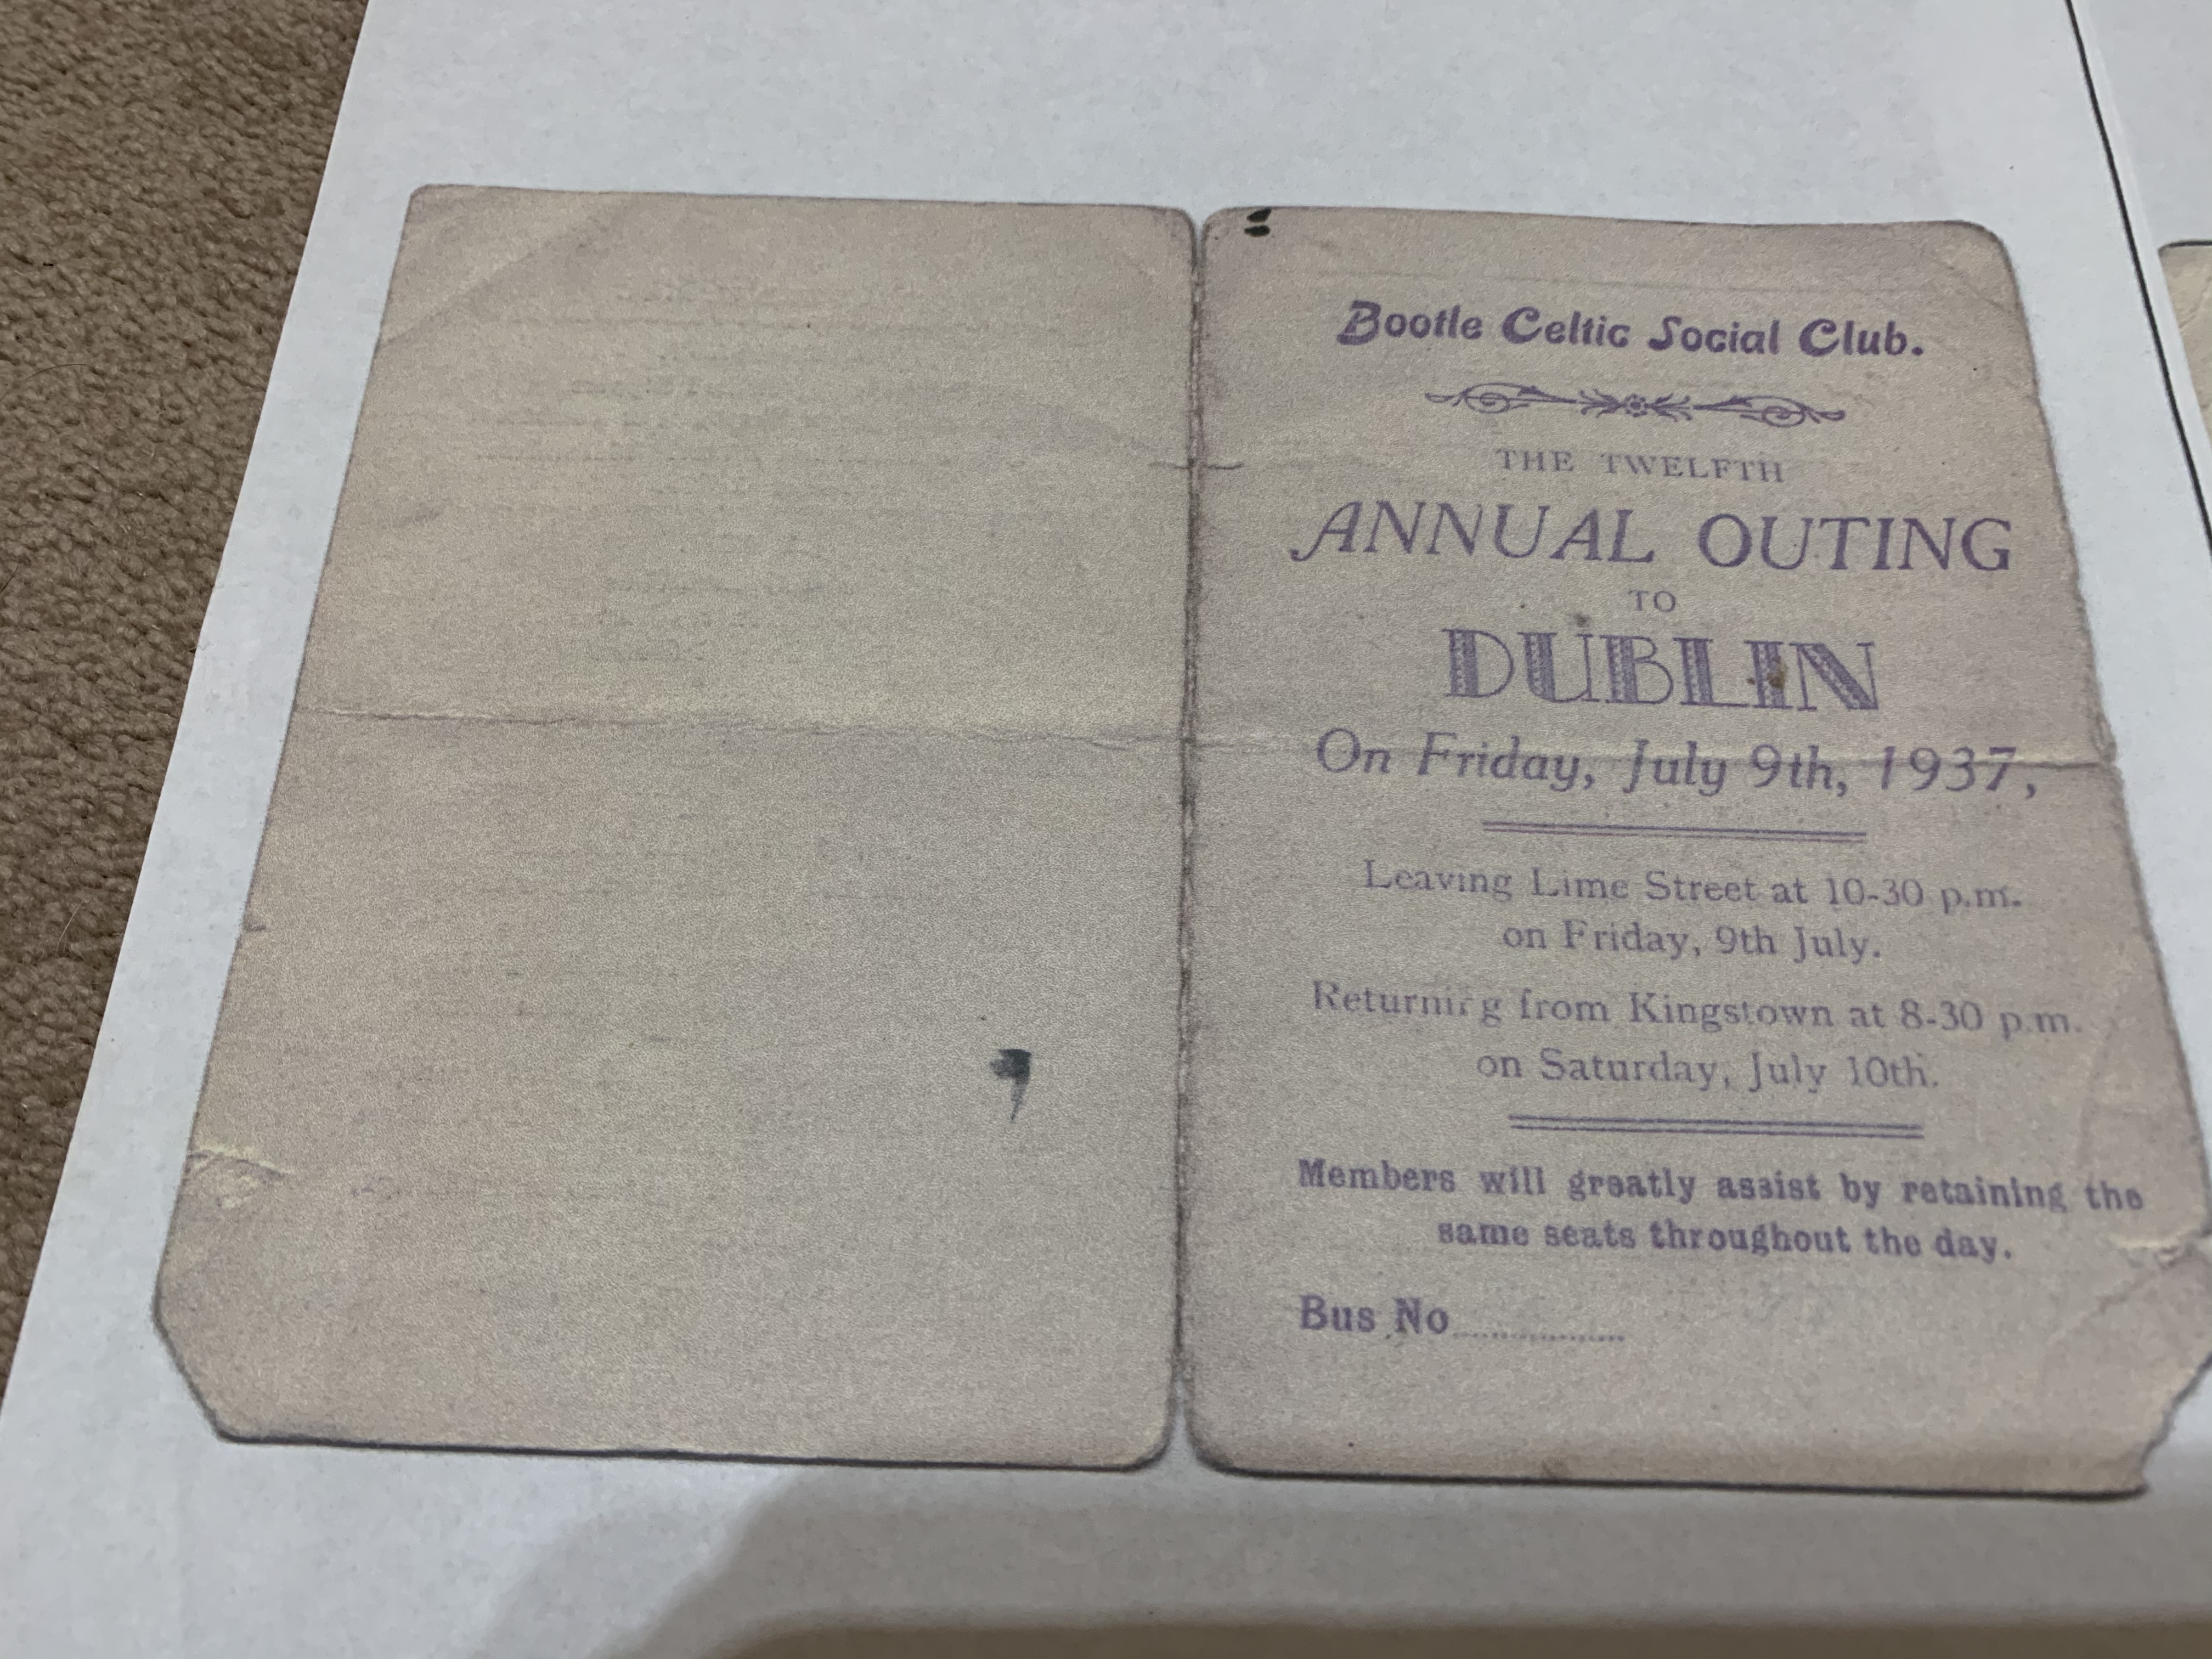 Bootle Celtic Social Club.
THE TWELFTH
ANNUAL OUTING
TO
DUBLIN
On Friday, July 9th, 1937,
Leaving Lime Street at 10-30 p.m.
on Friday, 9th July.
Returning from Kingstown at 8-30 p.m.
on Saturday, July 10th.
Members will greatly assist by retaining the
same seats throughout the day.
Bus No..................